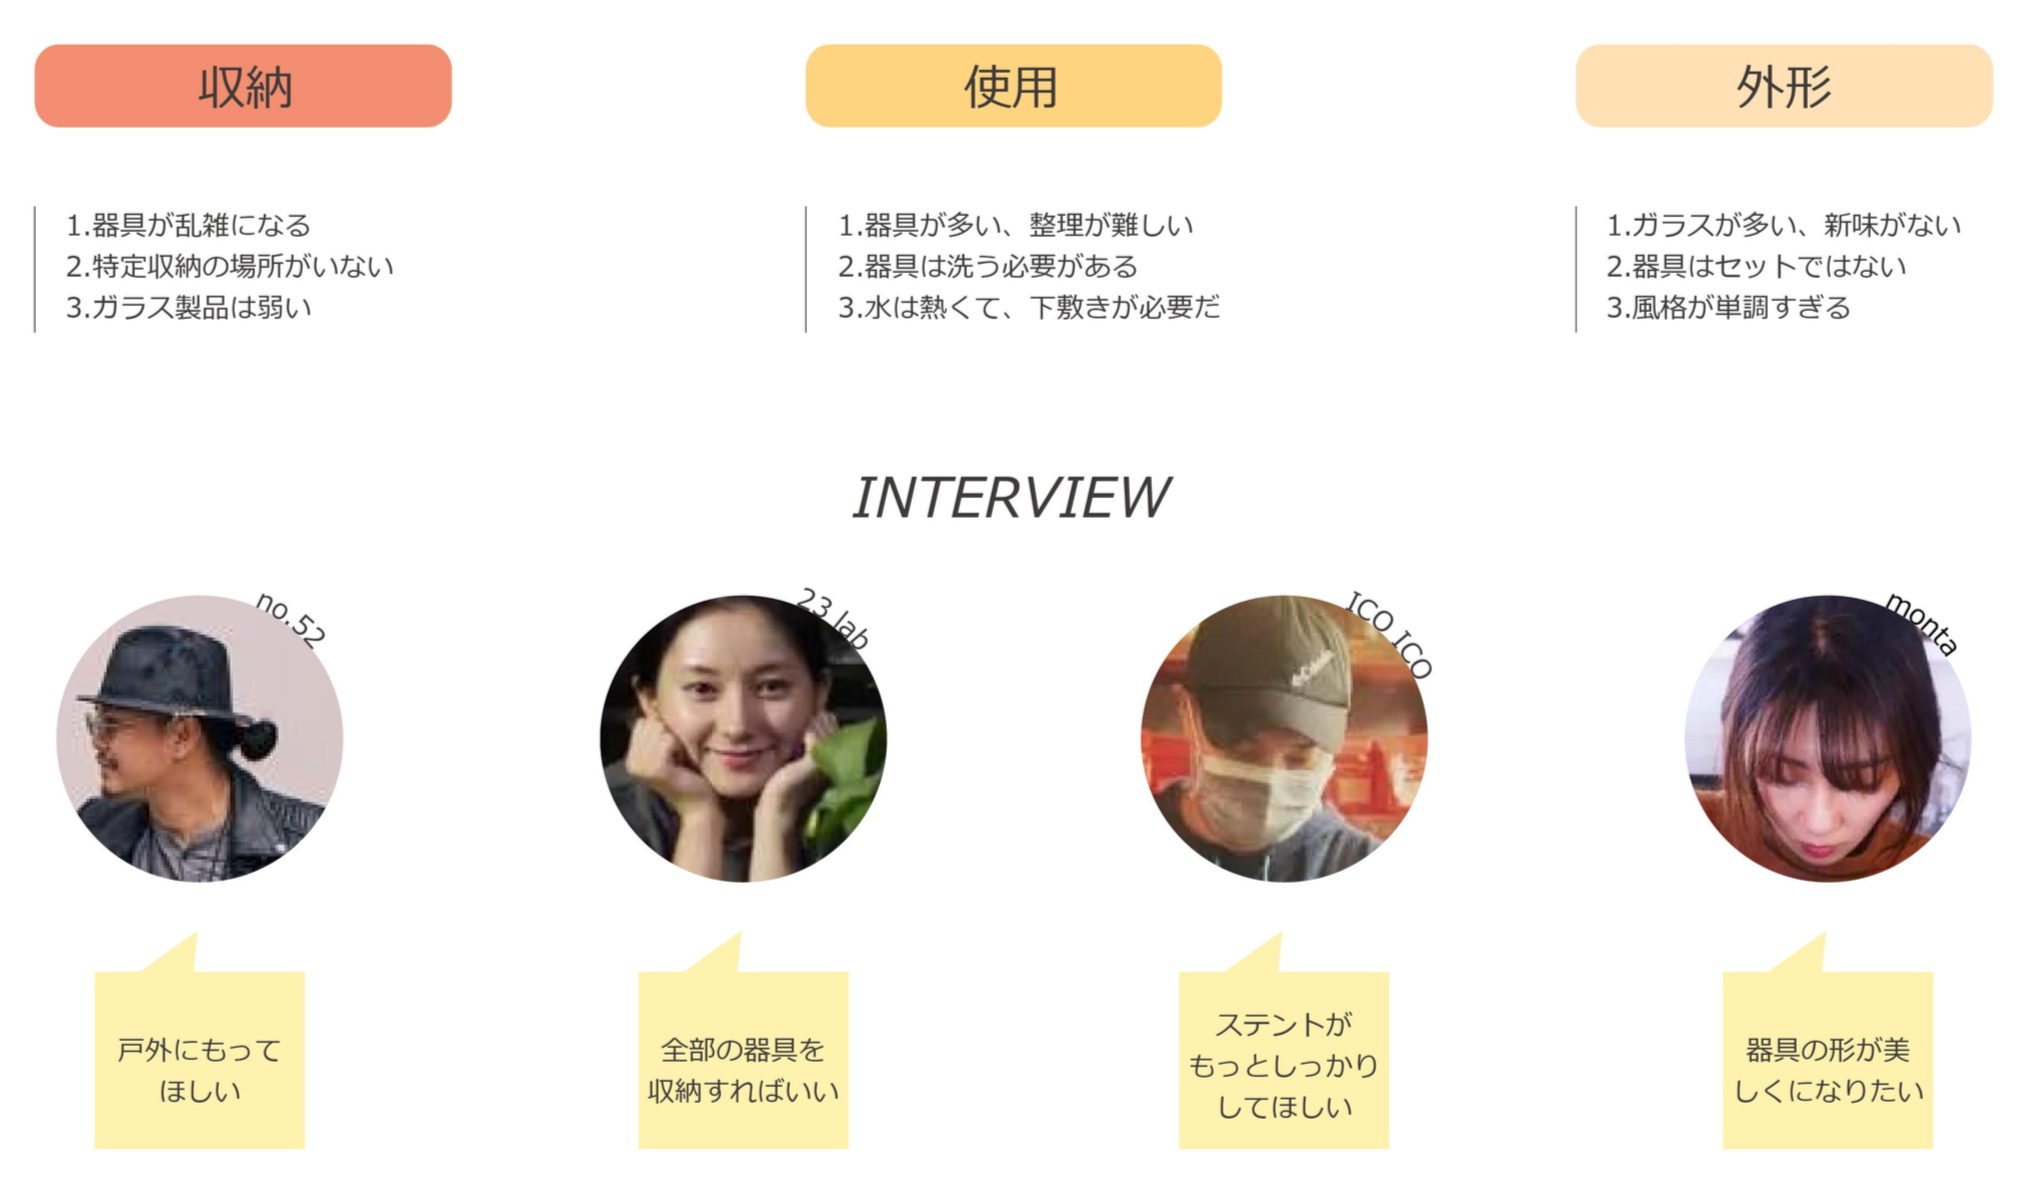 収納
使用
外形
1.器具が乱雑になる
2.特定収納の場所がいない
3.ガラス製品は弱い
1.器具が多い、整理が難しい
2.器具は洗う必要がある
3.水は熱くて、下敷きが必要だ
1.ガラスが多い、新味がない
2.器具はセットではない
3.風格が単調すぎる
INTERVIEW
no.52
23 lab
ICO ICO
monta
戸外にもって
ほしい
全部の器具を
収納すればいい
ステントが
もっとしっかり
してほしい
器具の形が美
しくになりたい